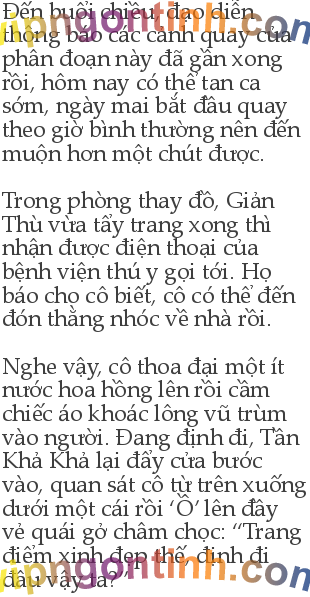 Đến buổi chiều, đạo diễn
thông báo các cảnh quay của
phân đoạn này đã gần xong
rồi, hôm nay có thể tan ca
sớm, ngày mai bắt đầu quay
theo giờ bình thường nên đến
muộn hơn một chút được.
Trong phòng thay đồ, Giản
Thù vừa tẩy trang xong thì
nhận được điện thoại của
bệnh viện thú y gọi tới. Họ
báo cho cô biết, cô có thể đến
đón thằng nhóc về nhà rồi.
Nghe vậy, cô thoa đại một ít
nước hoa hồng lên rồi cầm
chiếc áo khoác lông vũ trùm
vào người. Đang định đi, Tần
Khả Khả lại đẩy cửa bước
vào, quan sát cô từ trên xuống
dưới một cái rồi ‘Ồ’ lên đầy
vẻ quái gở châm chọc: “Trang
điểm xinh đẹp thế, định đi
đâu vậy ta?”
vipngontinh.com
vipngontinh.com